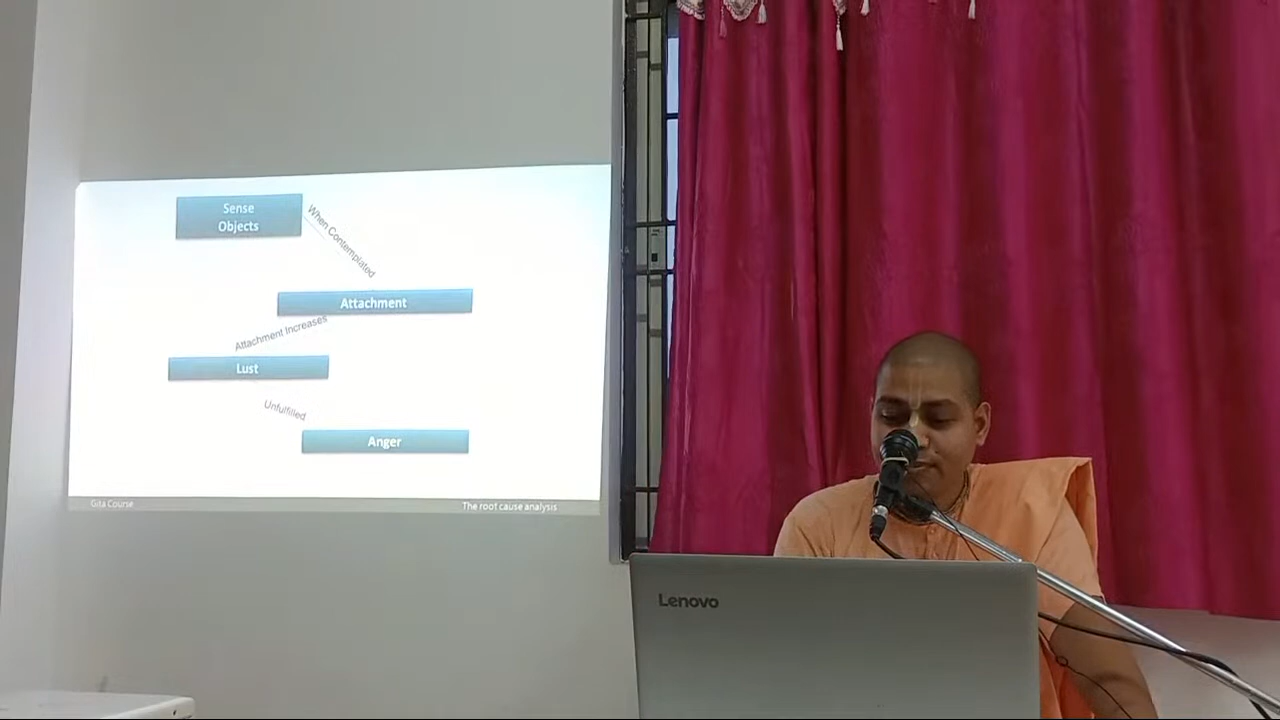 Sense
Objects
When Contemplated
Attachment
Attachment Increases
Lust
Unfulfilled
Anger
Gita Course
The root cause analysis
Lenovo